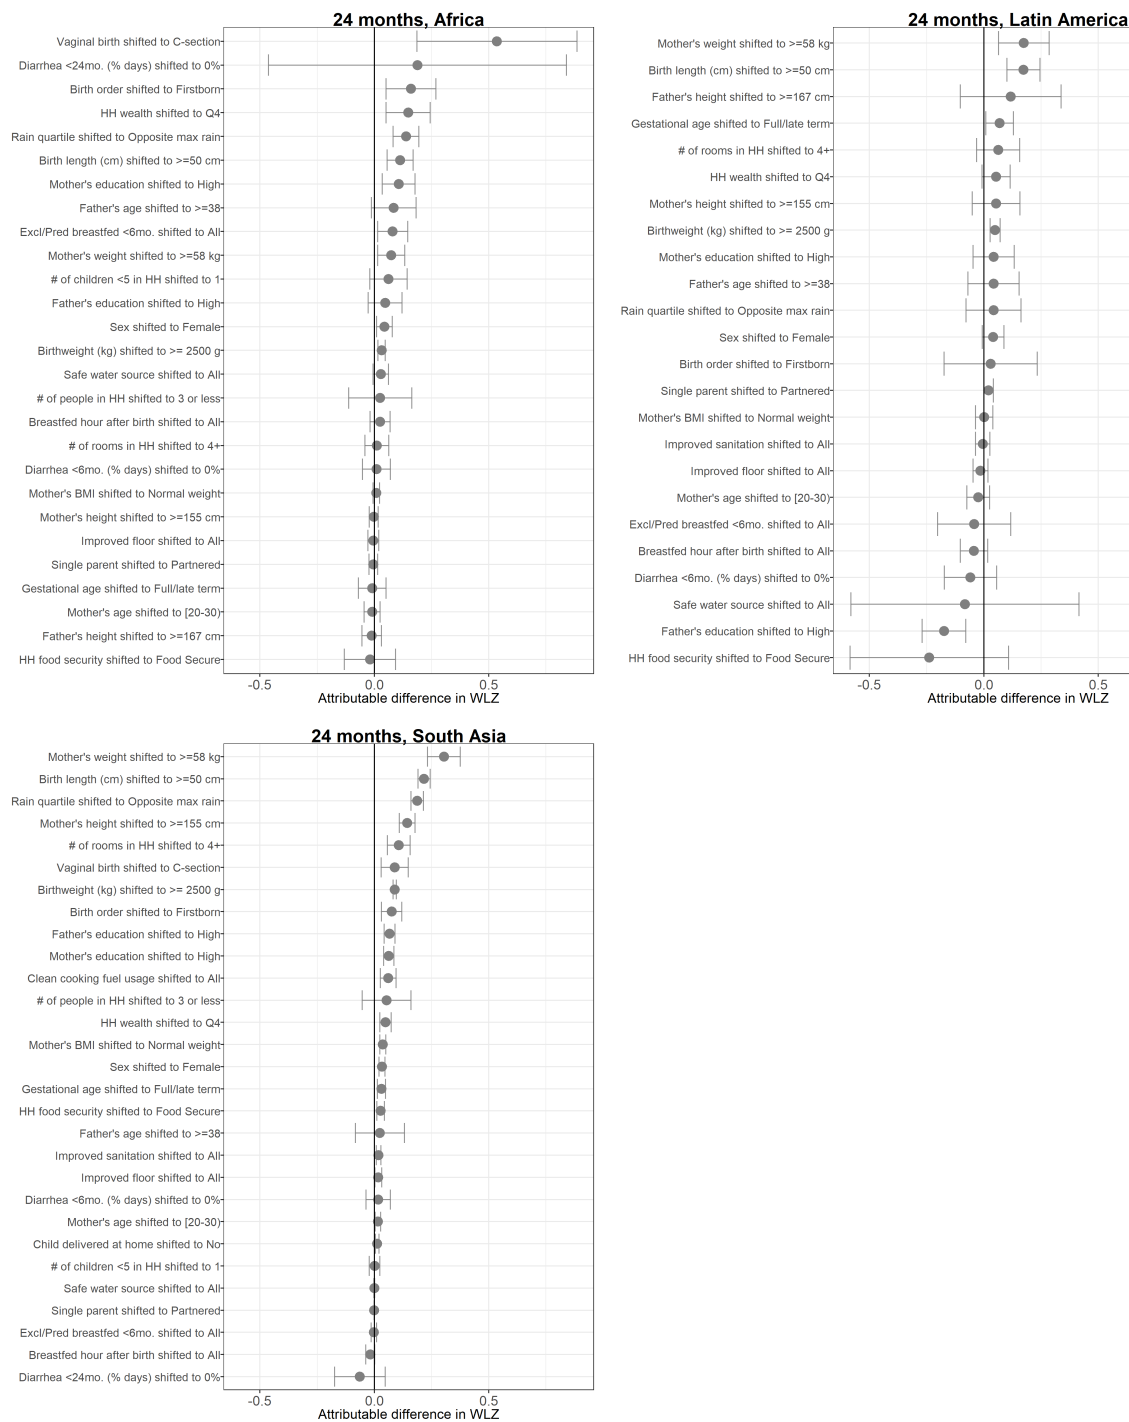 24 months, Africa
Vaginal birth shifted to C-section
Diarrhea <24mo. (% days) shifted to 0%
Birth order shifted to Firstborn
HH wealth shifted to Q4
Rain quartile shifted to Opposite max rain
Birth length (cm) shifted to >=50 cm
Mother's education shifted to High
Father's age shifted to >=38
Excl/Pred breastfed <6mo. shifted to All
Mother's weight shifted to >=58 kg
# of children <5 in HH shifted to 1
Father's education shifted to High
Sex shifted to Female
Birthweight (kg) shifted to >= 2500 g
Safe water source shifted to All
# of people in HH shifted to 3 or less
Breastfed hour after birth shifted to All
# of rooms in HH shifted to 4+
Diarrhea <6mo. (% days) shifted to 0%
Mother's BMI shifted to Normal weight
Mother's height shifted to >=155 cm
Improved floor shifted to All
Single parent shifted to Partnered
Gestational age shifted to Full/late term
Mother's age shifted to [20-30)
Father's height shifted to >=167 cm
HH food security shifted to Food Secure
-0.5 0.0 0.5
Attributable difference in WLZ
24 months, Latin America
Mother's weight shifted to >=58 kg
Birth length (cm) shifted to >=50 cm
Father's height shifted to >=167 cm
Gestational age shifted to Full/late term
# of rooms in HH shifted to 4+
HH wealth shifted to Q4
Mother's height shifted to >=155 cm
Birthweight (kg) shifted to >= 2500 g
Mother's education shifted to High
Father's age shifted to >=38
Rain quartile shifted to Opposite max rain
Sex shifted to Female
Birth order shifted to Firstborn
Single parent shifted to Partnered
Mother's BMI shifted to Normal weight
Improved sanitation shifted to All
Improved floor shifted to All
Mother's age shifted to [20-30)
Excl/Pred breastfed <6mo. shifted to All
Breastfed hour after birth shifted to All
Diarrhea <6mo. (% days) shifted to 0%
Safe water source shifted to All
Father's education shifted to High
HH food security shifted to Food Secure
-0.5 0.0 0.5
Attributable difference in WLZ
24 months, South Asia
Mother's weight shifted to >=58 kg
Birth length (cm) shifted to >=50 cm
Rain quartile shifted to Opposite max rain
Mother's height shifted to >=155 cm
# of rooms in HH shifted to 4+
Vaginal birth shifted to C-section
Birthweight (kg) shifted to >= 2500 g
Birth order shifted to Firstborn
Father's education shifted to High
Mother's education shifted to High
Clean cooking fuel usage shifted to All
# of people in HH shifted to 3 or less
HH wealth shifted to Q4
Mother's BMI shifted to Normal weight
Sex shifted to Female
Gestational age shifted to Full/late term
HH food security shifted to Food Secure
Father's age shifted to >=38
Improved sanitation shifted to All
Improved floor shifted to All
Diarrhea <6mo. (% days) shifted to 0%
Mother's age shifted to [20-30)
Child delivered at home shifted to No
# of children <5 in HH shifted to 1
Safe water source shifted to All
Single parent shifted to Partnered
Excl/Pred breastfed <6mo. shifted to All
Breastfed hour after birth shifted to All
Diarrhea <24mo. (% days) shifted to 0%
-0.5 0.0 0.5
Attributable difference in WLZ